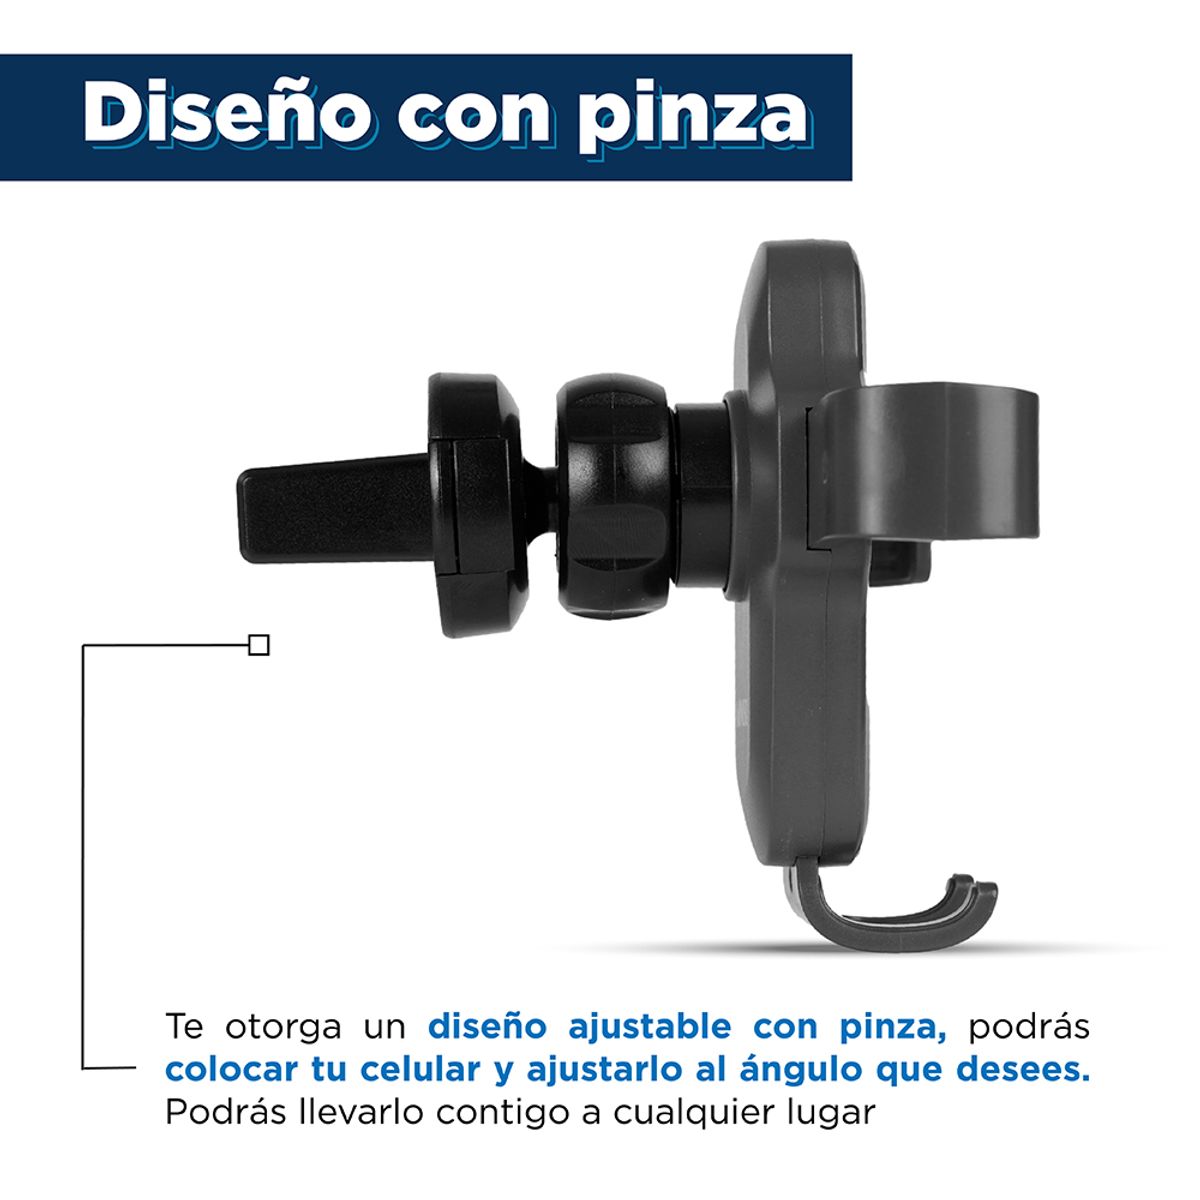 Diseño con pinza
Te otorga un diseño ajustable con pinza, podrás
colocar tu celular y ajustarlo al ángulo que desees.
Podrás llevarlo contigo a cualquier lugar